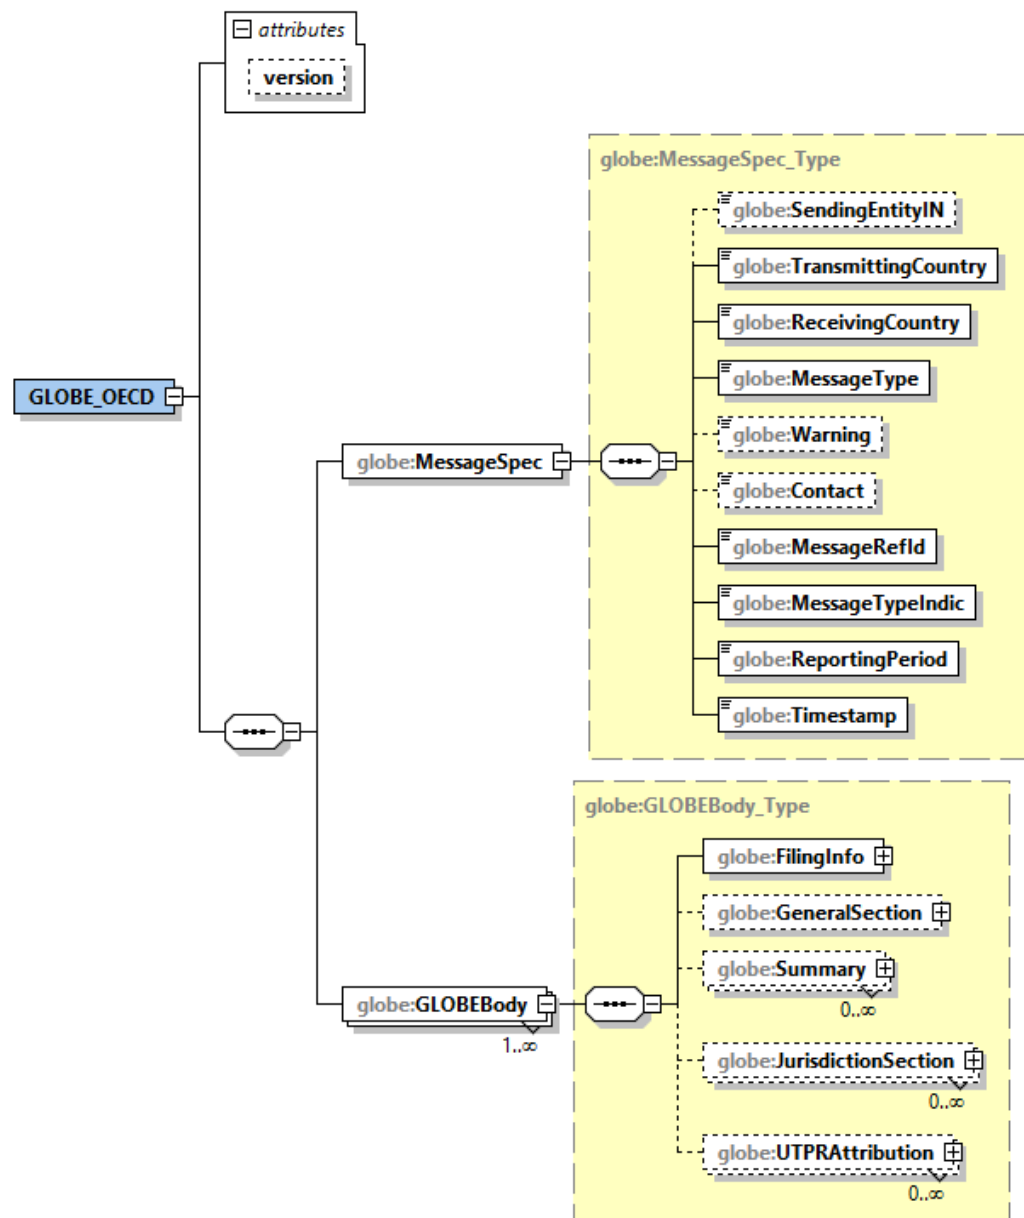 attributes
version
globe:MessageSpec_Type
globe:SendingEntityIN
globe:TransmittingCountry
globe:ReceivingCountry
globe:MessageType
GLOBE_OECD
globe:Warning
globe:MessageSpec
globe:Contact
globe:MessageRefId
globe:MessageTypeIndic
globe:ReportingPeriod
globe:Timestamp
globe:GLOBEBody_Type
globe:FilingInfo
globe:GeneralSection
globe:Summary
0..∞
globe:GLOBEBody
1..∞
globe:JurisdictionSection
0..∞
globe:UTPRAttribution
0..∞